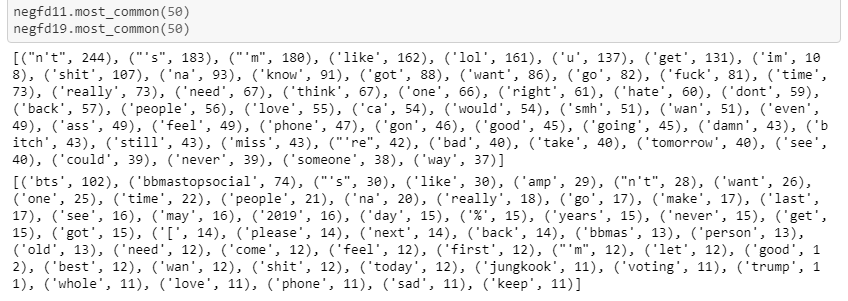 negfd11.most_common(50)
negfd19.most_common(50)
[("n't", 244), ("'s", 183), ("'m", 180), ('like', 162), ('lol', 161), ('u', 137), ('get', 131), ('im', 10
8), ('shit', 107), ('na', 93), ('know', 91), ('got', 88), ('want', 86), ('go', 82), ('fuck', 81), ('time',
73), ('really', 73), ('need', 67), ('think', 67), ('one', 66), ('right', 61), ('hate', 60), ('dont', 59),
('back', 57), ('people', 56), ('love', 55), ('ca', 54), ('would', 54), ('smh', 51), ('wan', 51), ('even',
49), ('ass', 49), ('feel', 49), ('phone', 47), ('gon', 46), ('good', 45), ('going', 45), ('damn', 43), ('b
itch', 43), ('still', 43), ('miss', 43), ("'re", 42), ('bad', 40), ('take', 40), ('tomorrow', 40), ('see',
40), ('could', 39), ('never', 39), ('someone', 38), ('way', 37)]
[('bts', 102), ('bbmastopsocial', 74), ("'s", 30), ('like', 30), ('amp', 29), ("n't", 28), ('want', 26),
('one', 25), ('time', 22), ('people', 21), ('na', 20), ('really', 18), ('go', 17), ('make', 17), ('last',
17), ('see', 16), ('may', 16), ('2019', 16), ('day', 15), ('%', 15), ('years', 15), ('never', 15), ('get',
15), ('got', 15), ('[', 14), ('please', 14), ('next', 14), ('back', 14), ('bbmas', 13), ('person', 13),
('old', 13), ('need', 12), ('come', 12), ('feel', 12), ('first', 12), ("'m", 12), ('let', 12), ('good', 1
2), ('best', 12), ('wan', 12), ('shit', 12), ('today', 12), ('jungkook', 11), ('voting', 11), ('trump', 1
1), ('whole', 11), ('love', 11), ('phone', 11), ('sad', 11), ('keep', 11)]